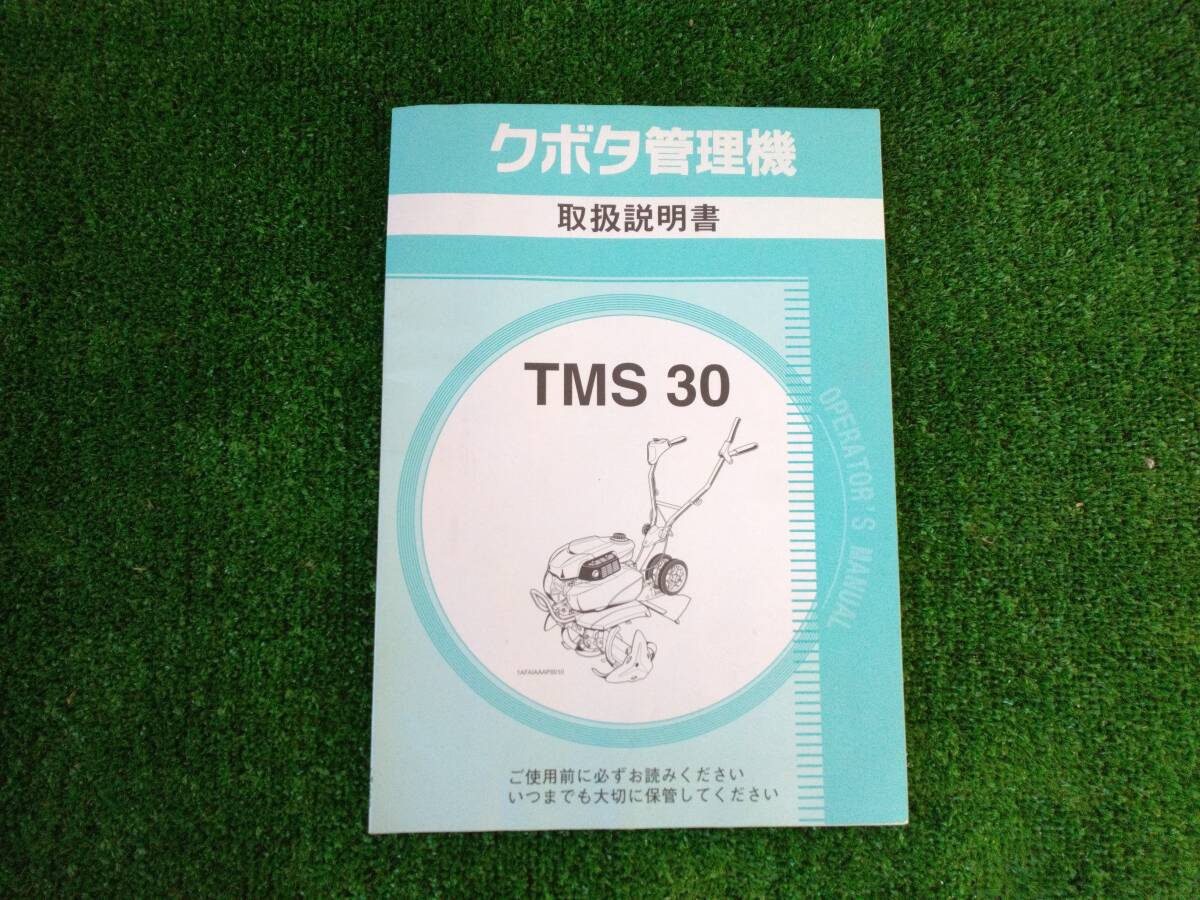 クボタ管理機
取扱説明書
TMS 30
OPERATOR'S MANUAL
ご使用前に必ずお読みください
いつまでも大切に保管してください